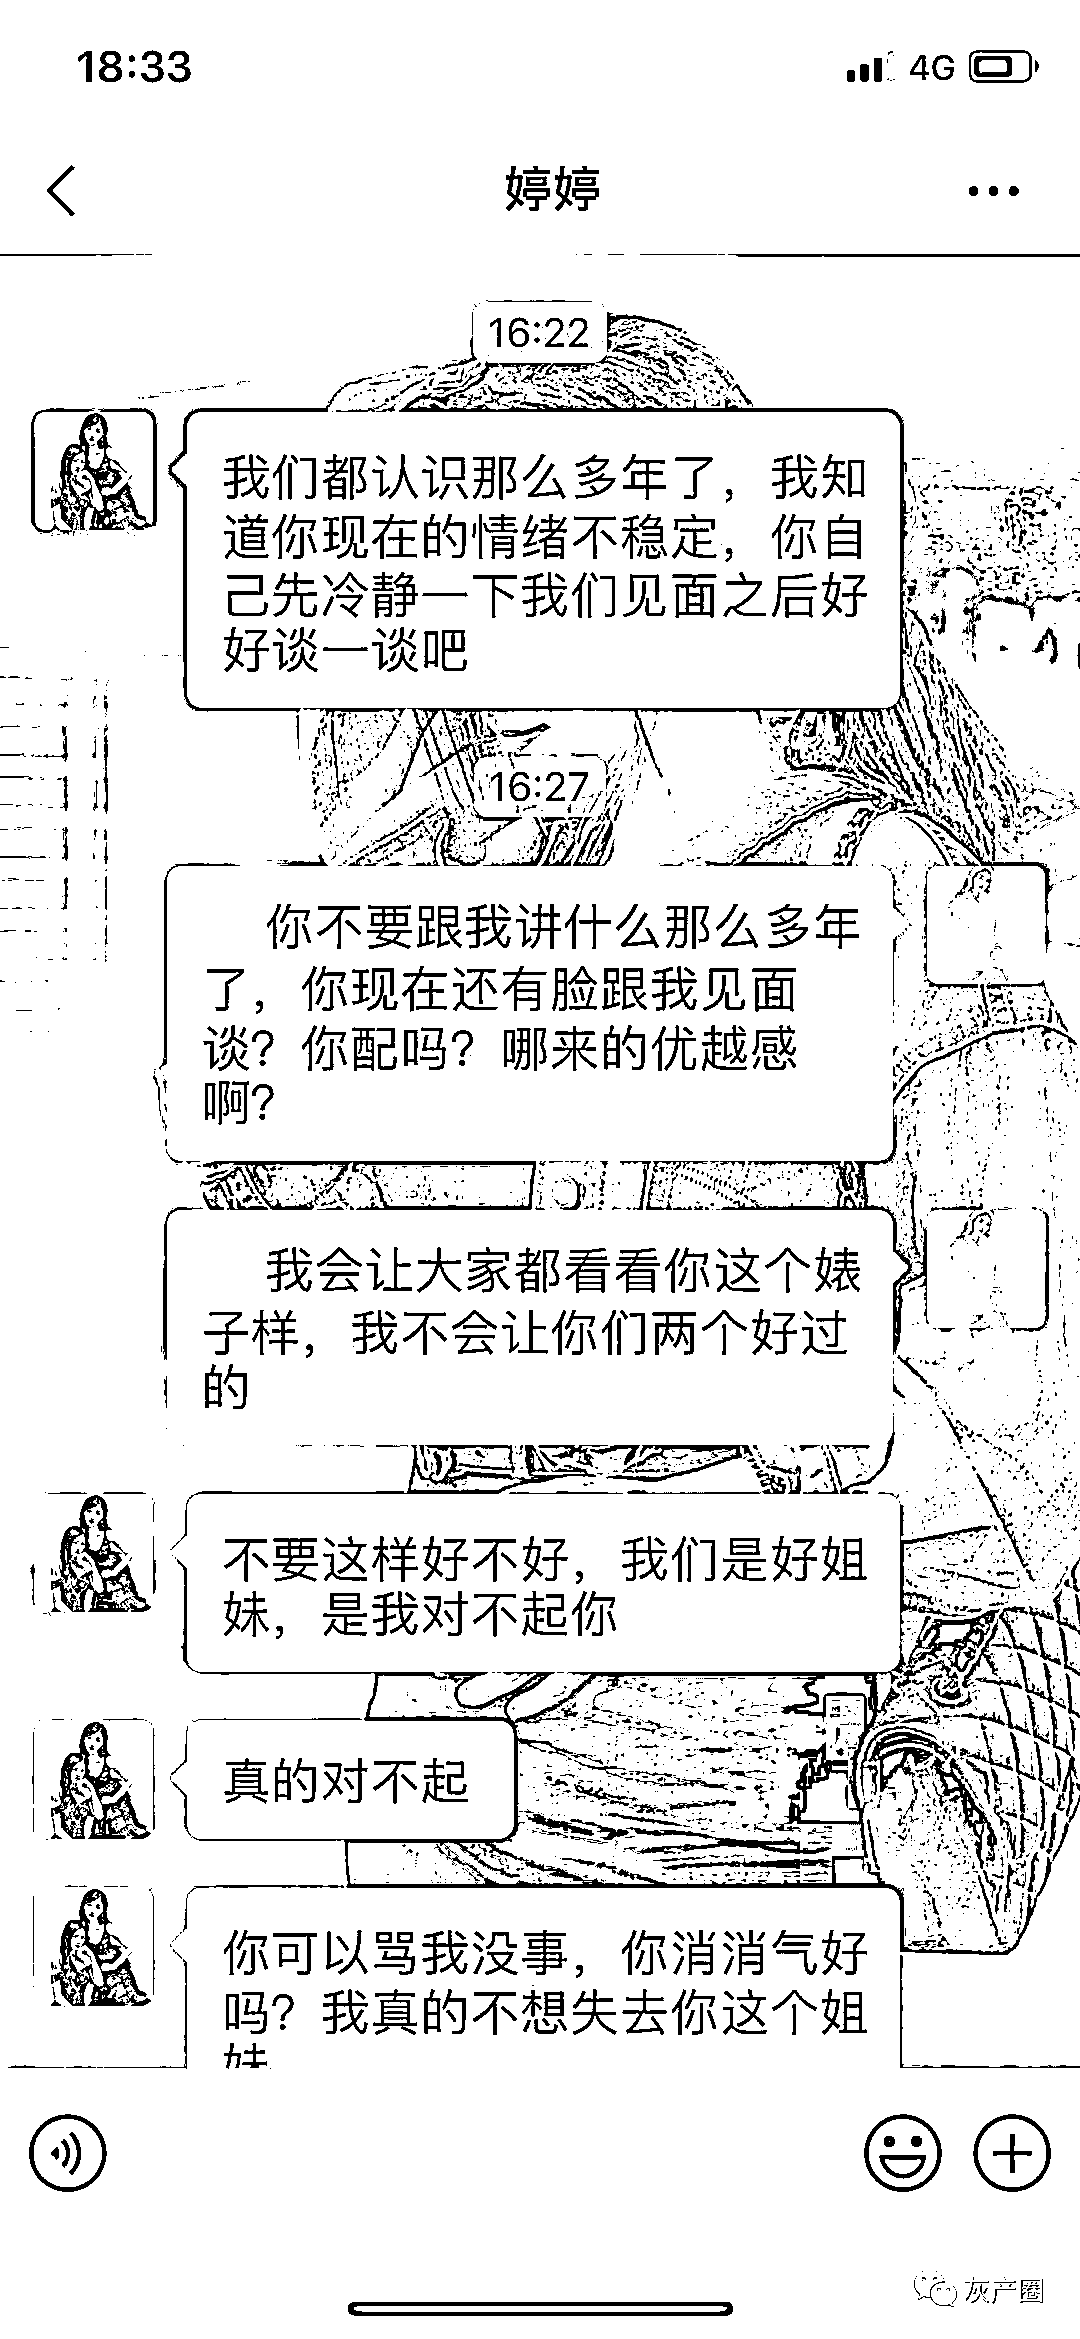 18:33
4G
婷婷
16:22
我们都认识那么多年了，我知
道你现在的情绪不稳定，你自
己先冷静一下我们见面之后好
好谈一谈吧
16:27
你不要跟我讲什么那么多年
了，你现在还有脸跟我见面
谈？你配吗？哪来的优越感
啊？
我会让大家都看看你这个婊
子样，我不会让你们两个好过
的
不要这样好不好，我们是好姐
妹，是我对不起你
真的对不起
你可以骂我没事，你消消气好
吗？我真的不想失去你这个姐
妹
灰产圈